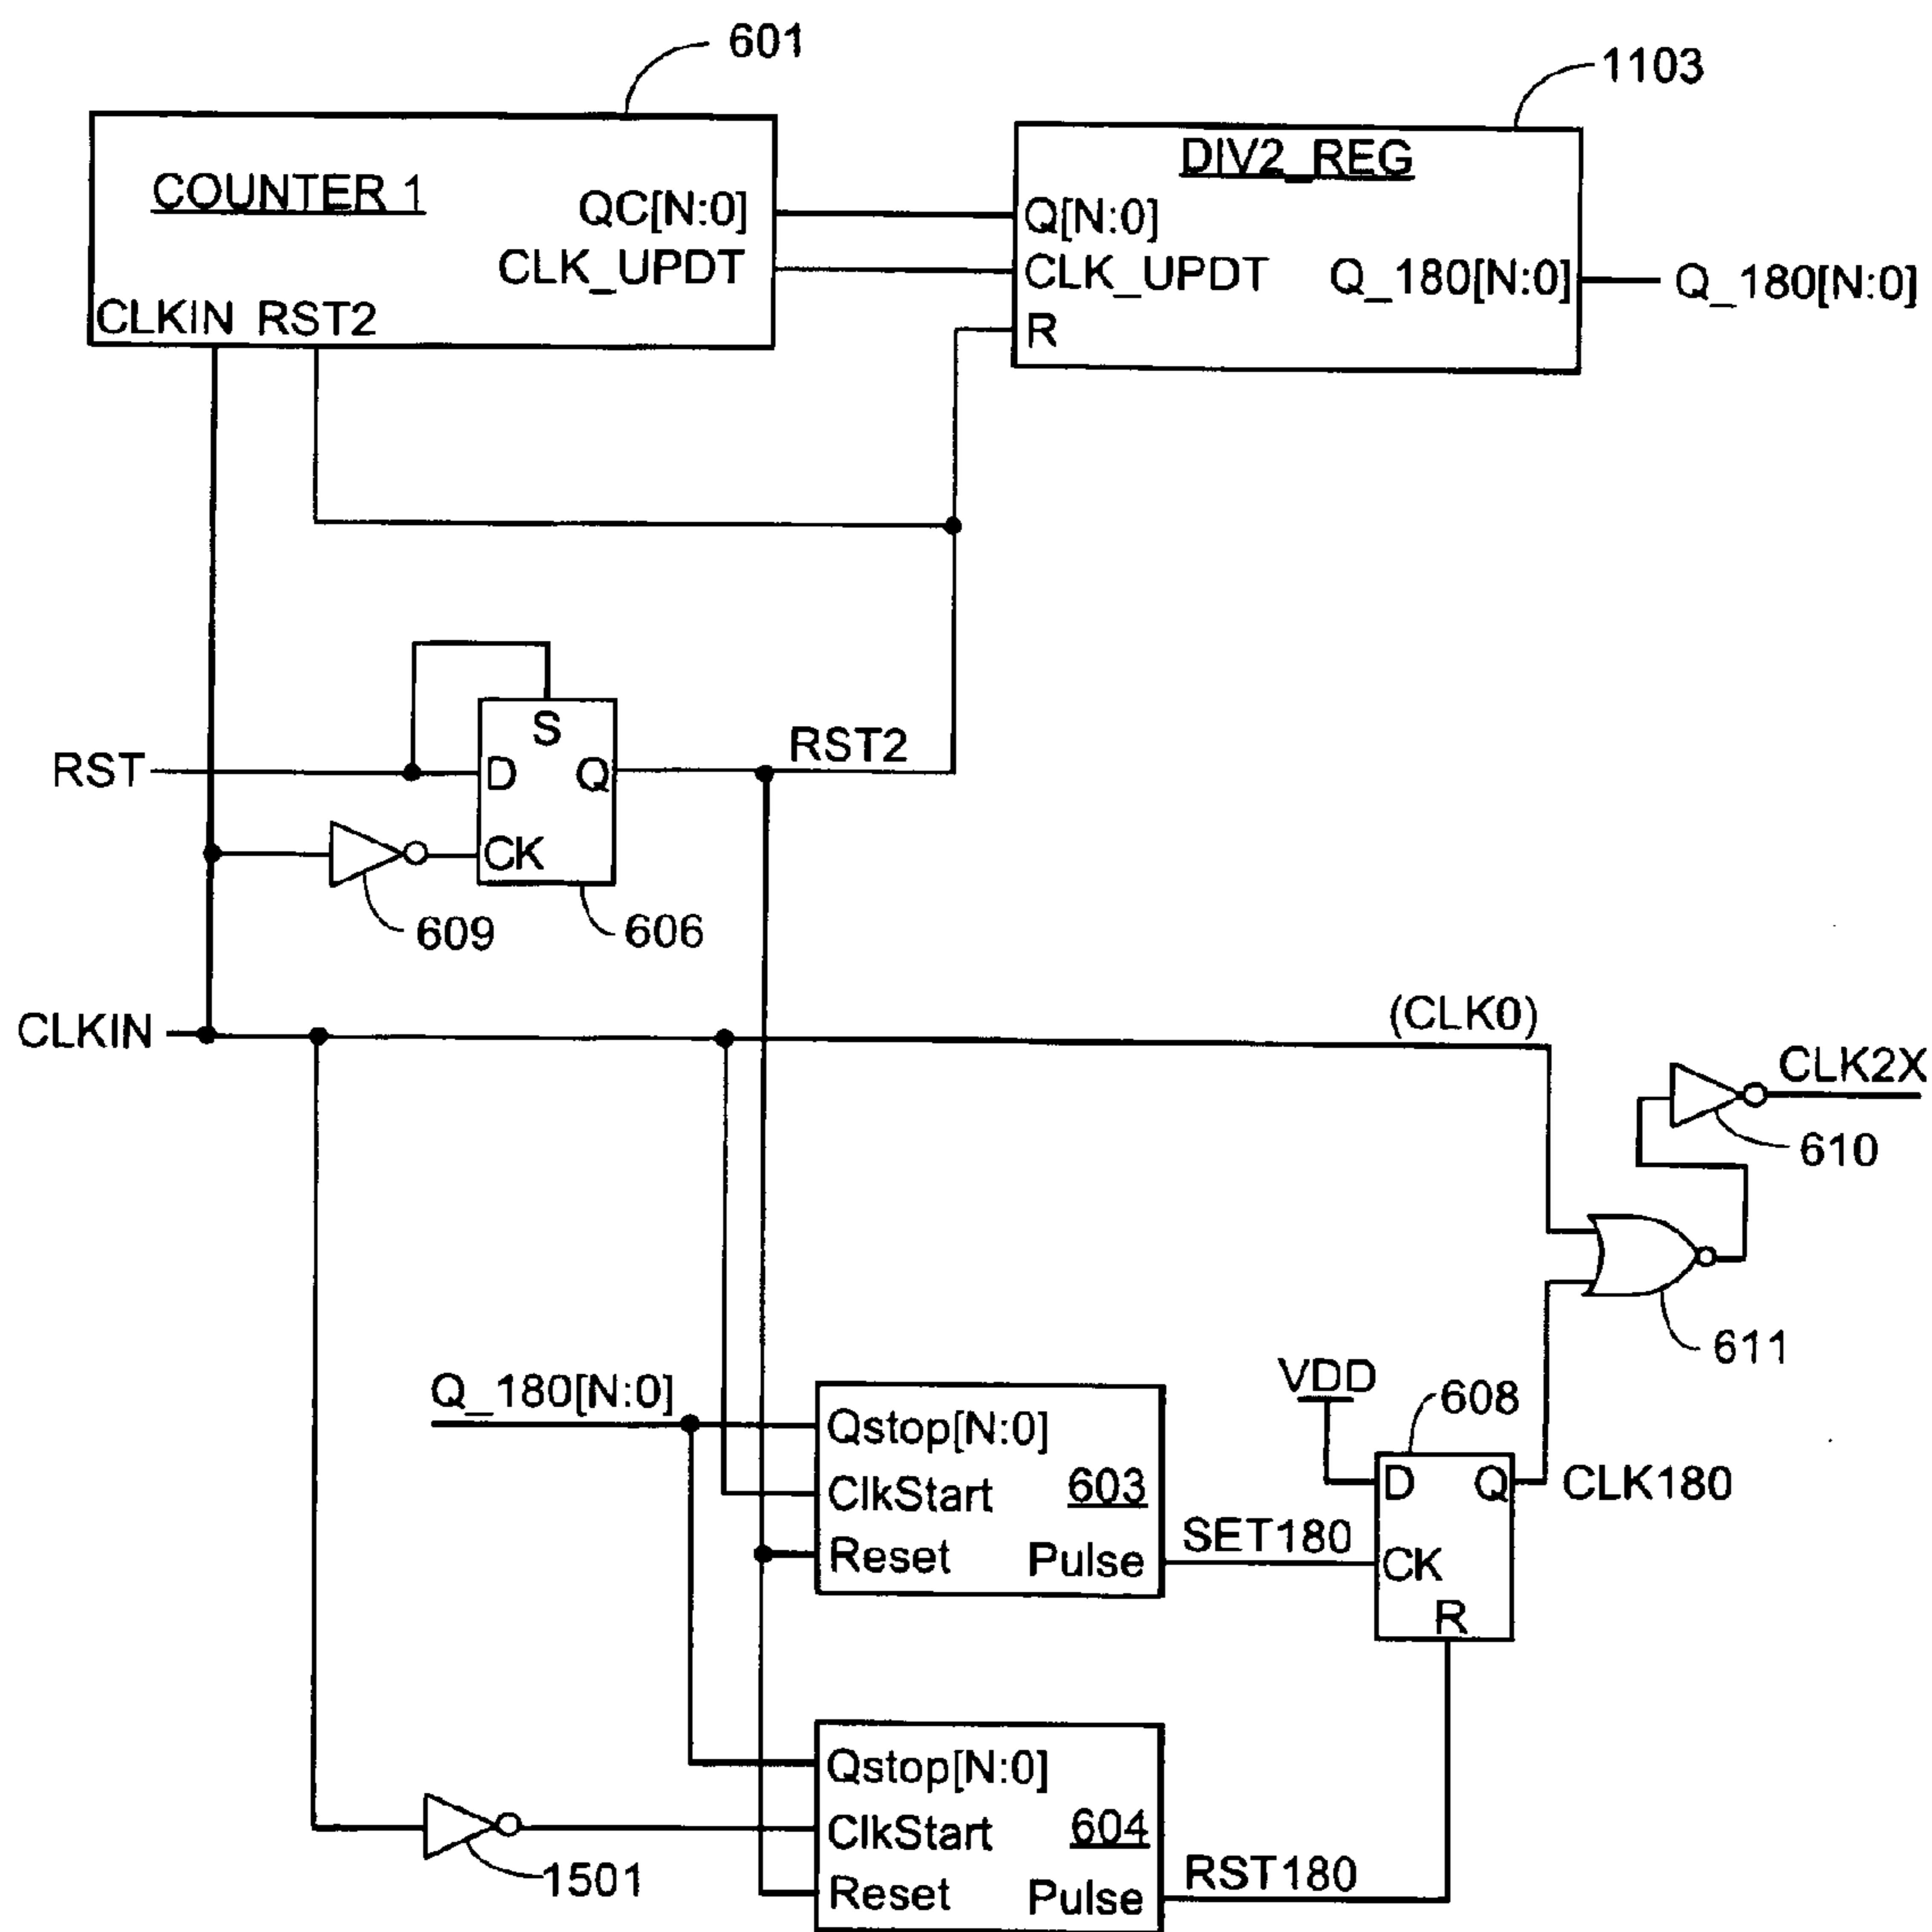 601
1103
COUNTER 1
QC[N:0]
CLK_UPDT
CLKIN RST2
DIV2_REG
Q[N:0]
CLK_UPDT
Q_180[N:0]
R
Q_180[N:0]
RST
S
D
Q
CK
RST2
609
606
CLKIN
(CLK0)
CLK2X
610
611
Q_180[N:0]
Qstop[N:0]
ClkStart
603
Reset
Pulse
SET180
VDD
608
D
Q
CLK180
CK
R
Qstop[N:0]
ClkStart
604
Reset
Pulse
RST180
1501